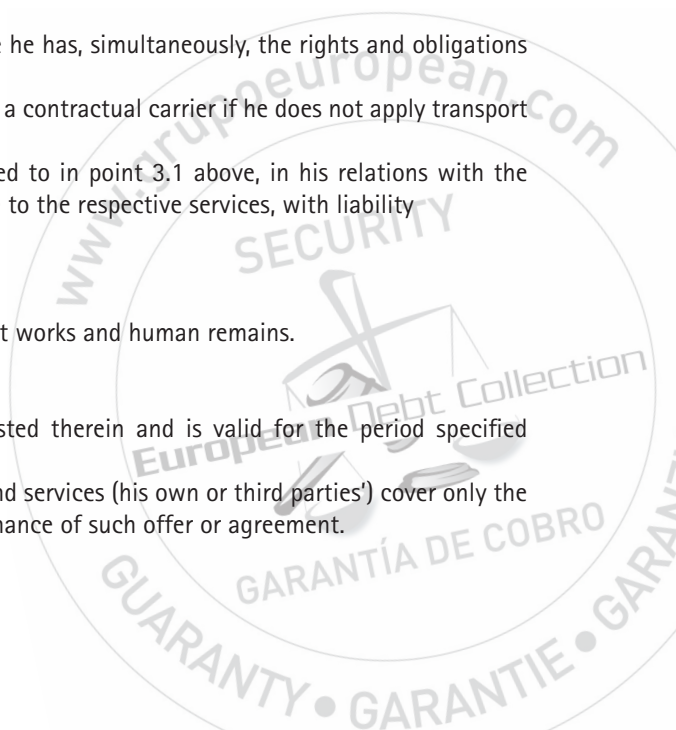 he has, simultaneously, the rights and obligations
a contractual carrier if he does not apply transport
ed to in point 3.1 above, in his relations with the
to the respective services, with liability
t works and human remains.
sted therein and is valid for the period specified
nd services (his own or third parties') cover only the
nance of such offer or agreement.
www.grupoeuropean.com
SECURITY
European Debt Collection
GARANTÍA DE COBRO
GUARANTY • GARANTIE •